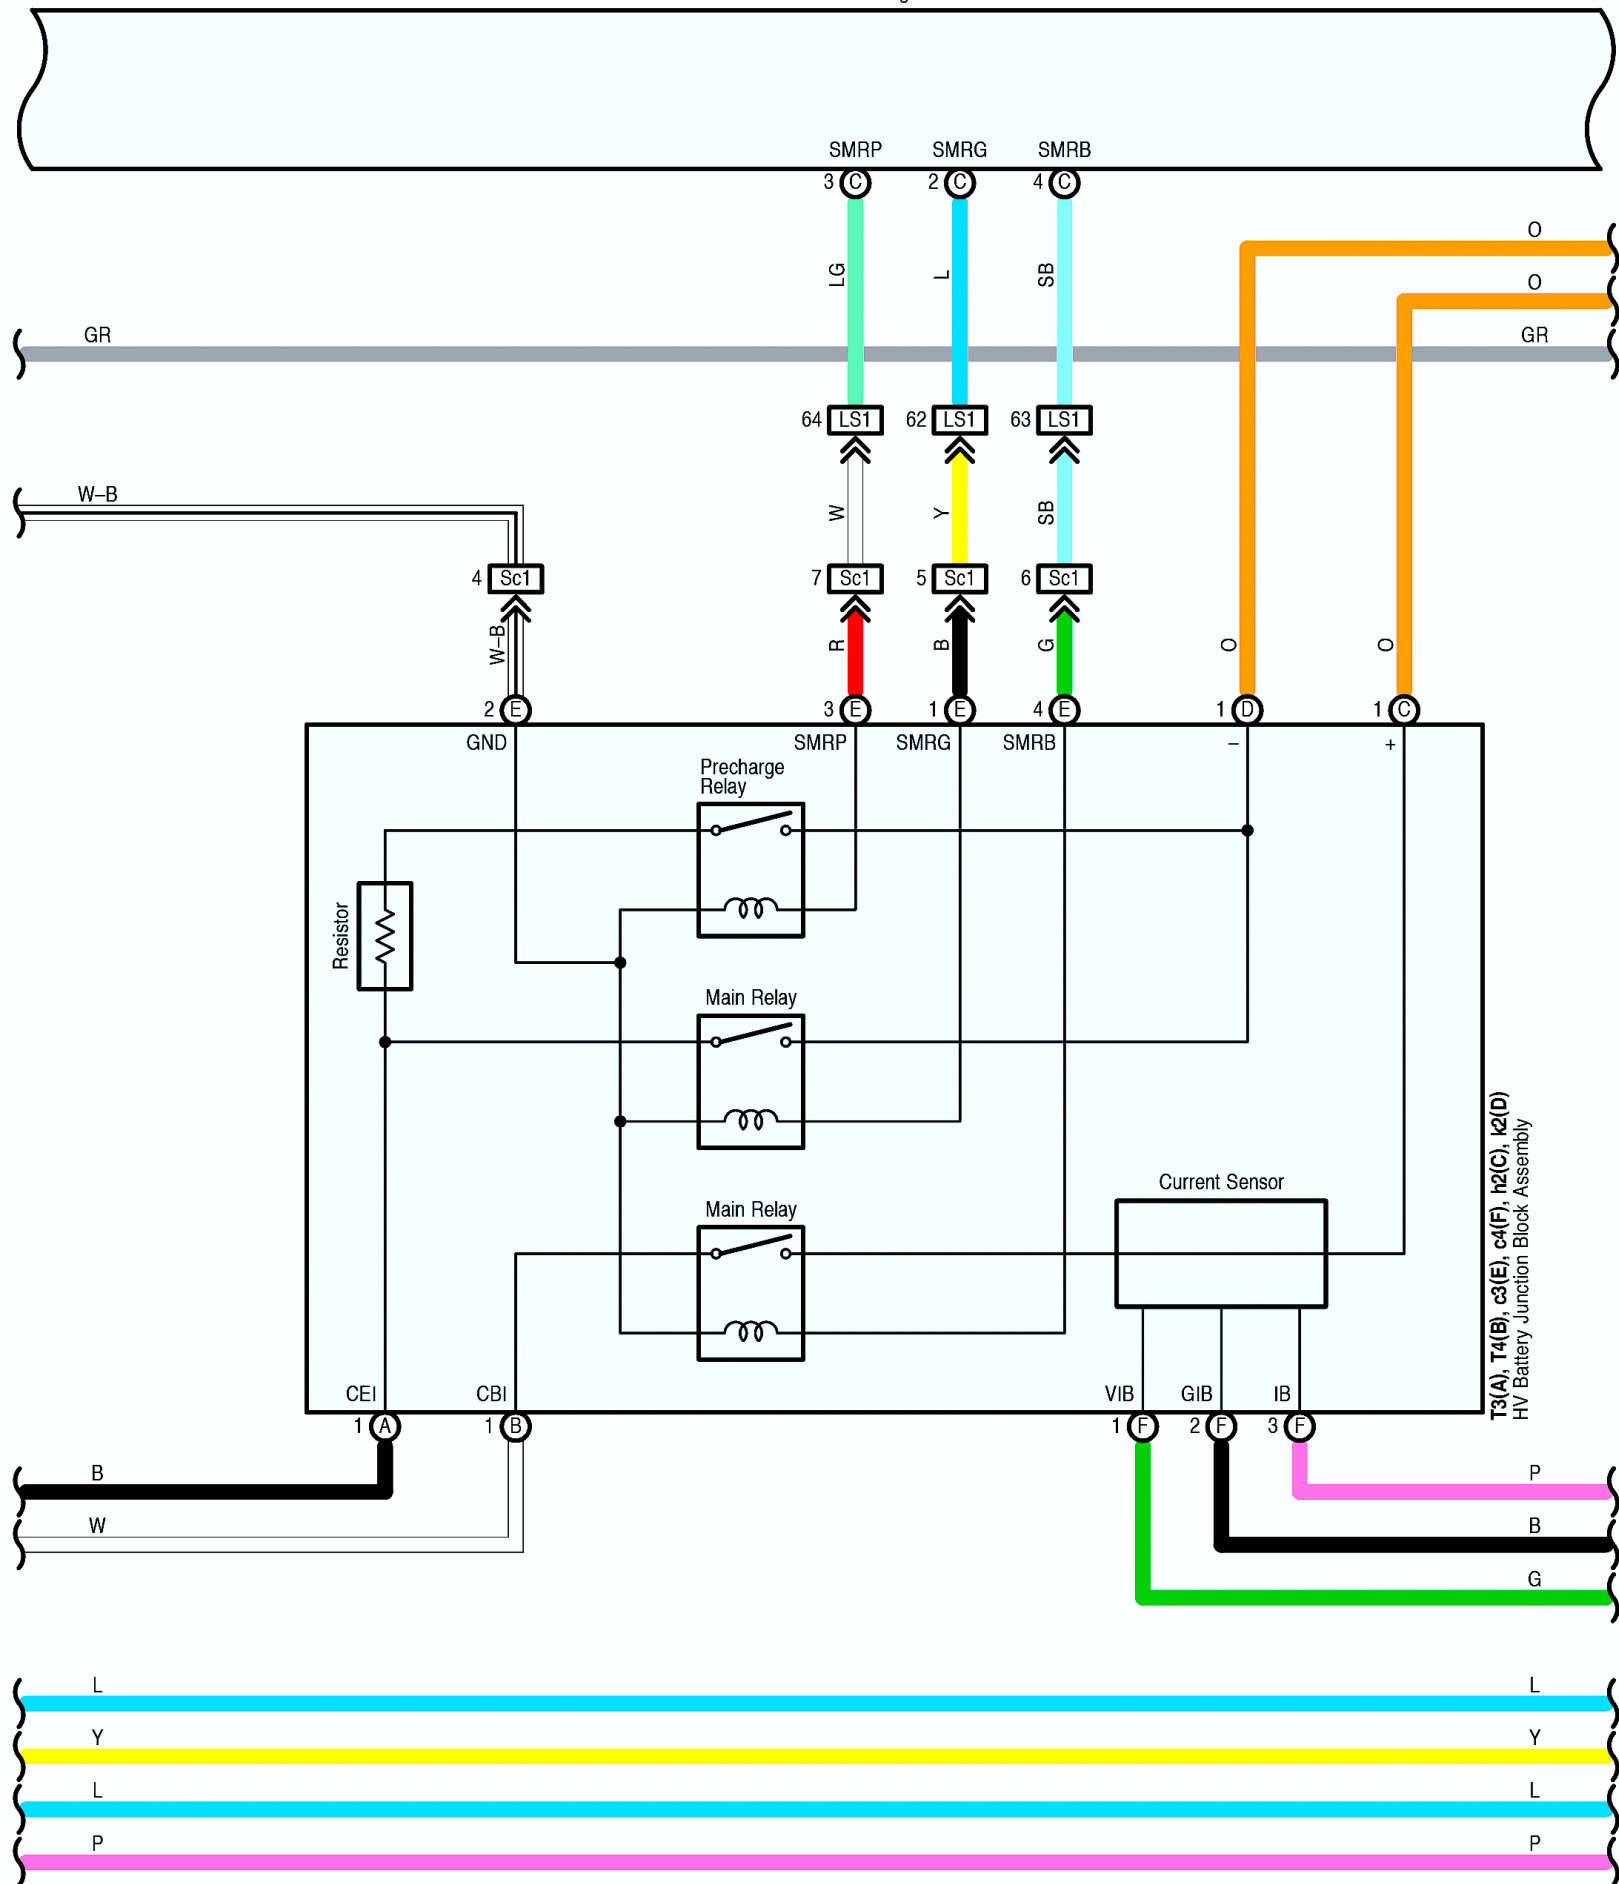 SMRP SMRG SMRB
3 C 2 C 4 C
O
LG L SB
O
GR GR
64 LS1 62 LS1 63 LS1
W–B
W Y SB
4 Sc1 7 Sc1 5 Sc1 6 Sc1
W–B R B G O O
2 E 3 E 1 E 4 E 1 D 1 C
GND SMRP SMRG SMRB – +
Precharge
Relay
Resistor
Main Relay
Current Sensor
Main Relay
T3(A), T4(B), c3(E), c4(F), h2(C), k2(D)
HV Battery Junction Block Assembly
CEI CBI VIB GIB IB
1 A 1 B 1 F 2 F 3 F
B P
W B
G
L L
Y Y
L L
P P